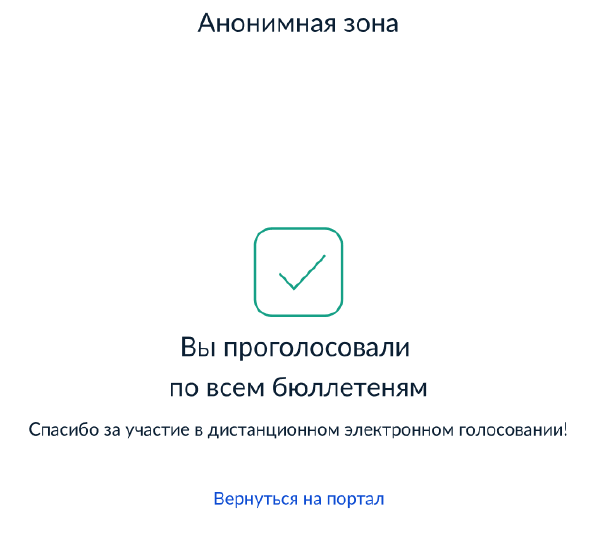 Анонимная зона
Вы проголосовали
по всем бюллетеням
Спасибо за участие в дистанционном электронном голосовании!
Вернуться на портал